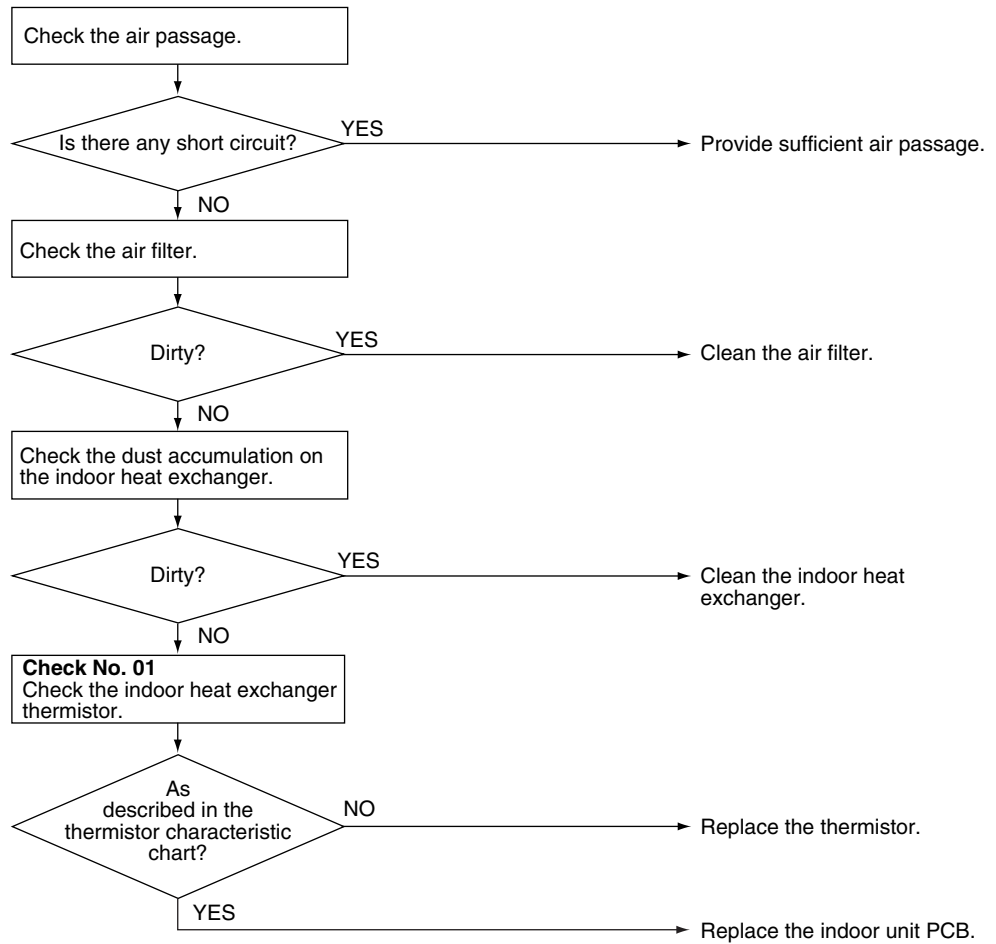 Check the air passage.
Is there any short circuit?
YES
Provide sufficient air passage.
NO
Check the air filter.
Dirty?
YES
Clean the air filter.
NO
Check the dust accumulation on
the indoor heat exchanger.
Dirty?
YES
Clean the indoor heat
exchanger.
NO
Check No. 01
Check the indoor heat exchanger
thermistor.
As
described in the
thermistor characteristic
chart?
NO
Replace the thermistor.
YES
Replace the indoor unit PCB.